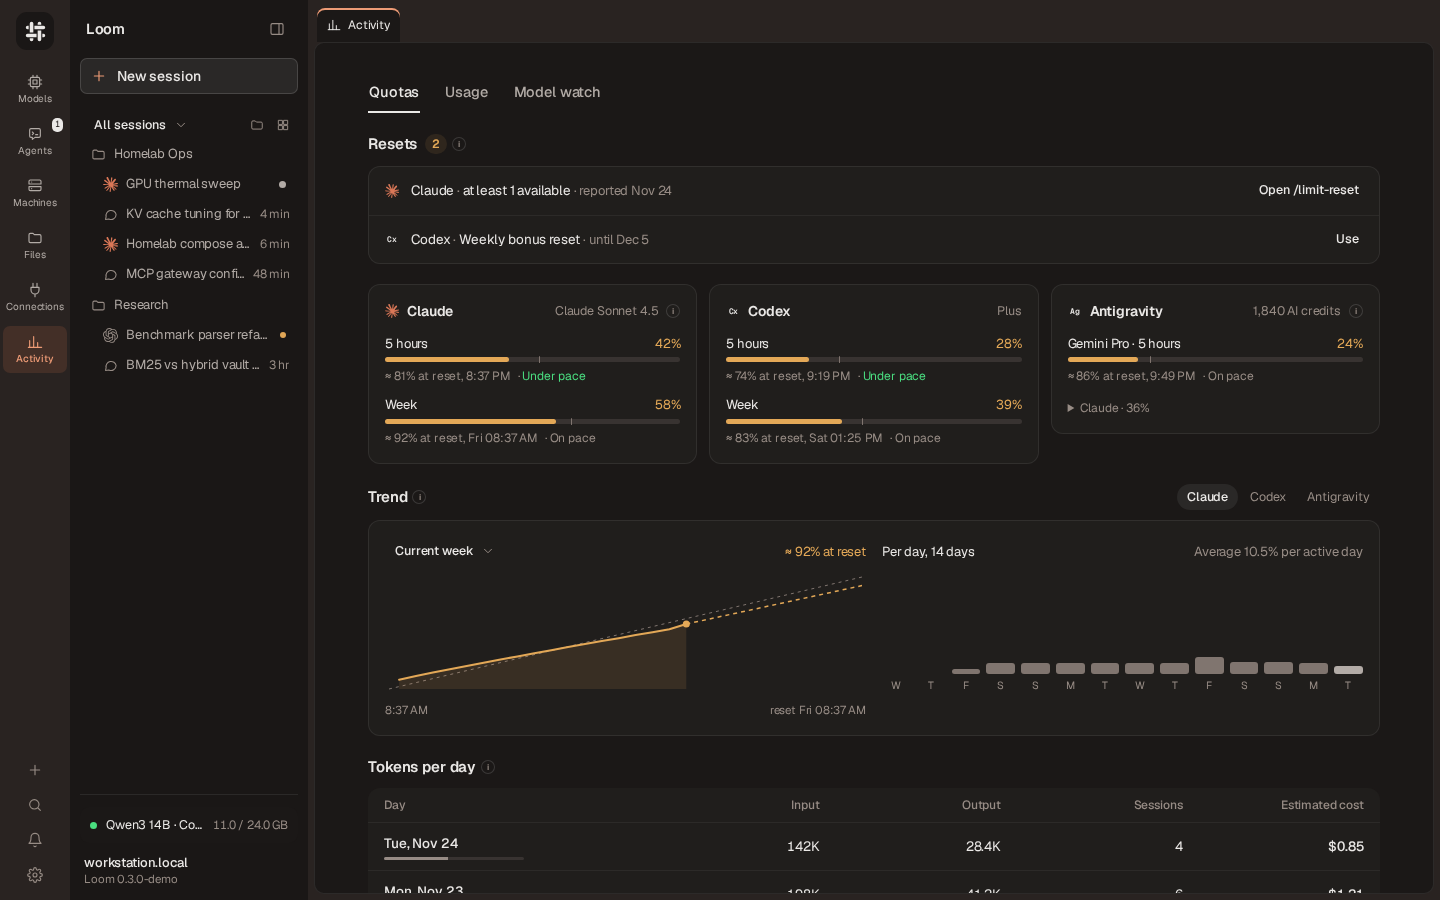 Loom
Activity
New session
Models
1
Agents
Machines
Files
Connections
Activity
All sessions
Homelab Ops
GPU thermal sweep
KV cache tuning for ... 4 min
Homelab compose a... 6 min
MCP gateway confi... 48 min
Research
Benchmark parser refa...
BM25 vs hybrid vault ... 3 hr
Qwen3 14B · Co... 11.0 / 24.0 GB
workstation.local
Loom 0.3.0-demo
Quotas Usage Model watch
Resets 2
Claude · at least 1 available · reported Nov 24 Open /limit-reset
Cx Codex · Weekly bonus reset · until Dec 5 Use
Claude Claude Sonnet 4.5
5 hours 42%
≈ 81% at reset, 8:37 PM · Under pace
Week 58%
≈ 92% at reset, Fri 08:37 AM · On pace
Cx Codex Plus
5 hours 28%
≈ 74% at reset, 9:19 PM · Under pace
Week 39%
≈ 83% at reset, Sat 01:25 PM · On pace
Ag Antigravity 1,840 AI credits
Gemini Pro · 5 hours 24%
≈ 86% at reset, 9:49 PM · On pace
Claude · 36%
Trend
Claude Codex Antigravity
Current week ≈ 92% at reset
8:37 AM reset Fri 08:37 AM
Per day, 14 days Average 10.5% per active day
W T F S S M T W T F S S M T
Tokens per day
Day Input Output Sessions Estimated cost
Tue, Nov 24 142K 28.4K 4 $0.85
Mon, Nov 23